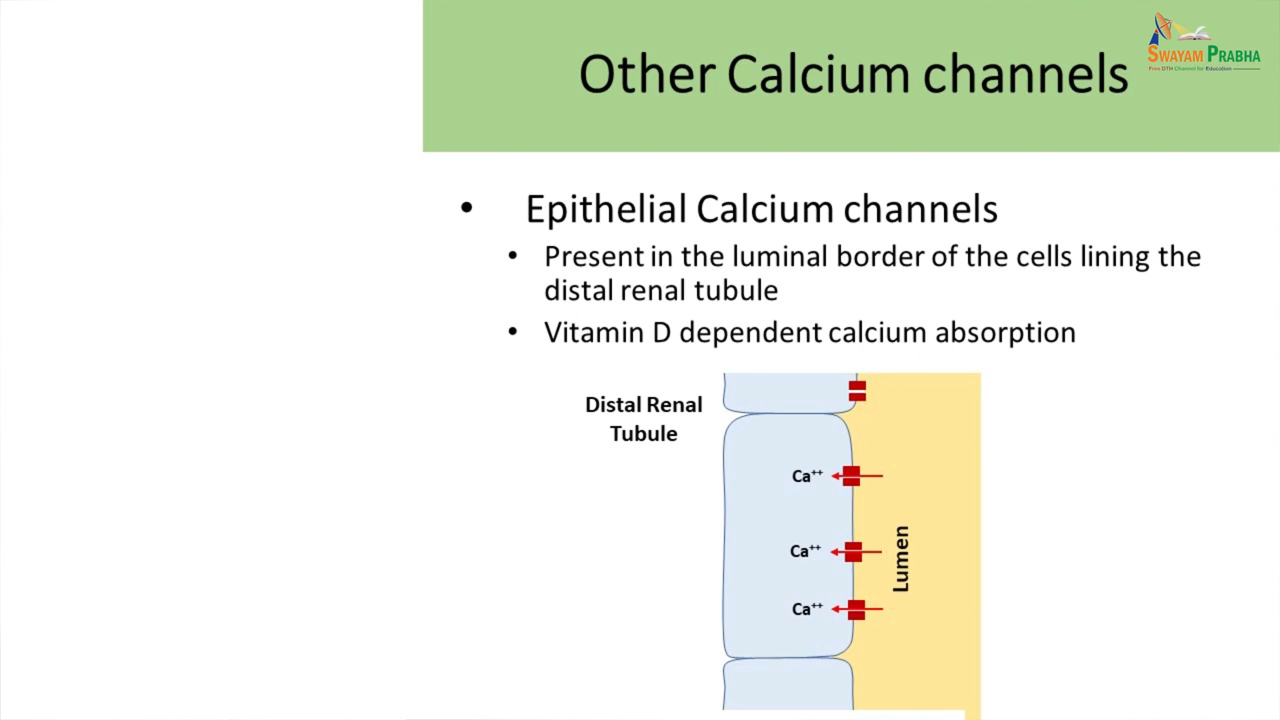 Other Calcium channels
SWAYAM PRABHA
Free DTH Channel for Education
• Epithelial Calcium channels
• Present in the luminal border of the cells lining the
distal renal tubule
• Vitamin D dependent calcium absorption
Distal Renal
Tubule
Ca⁺⁺
Ca⁺⁺
Ca⁺⁺
Lumen